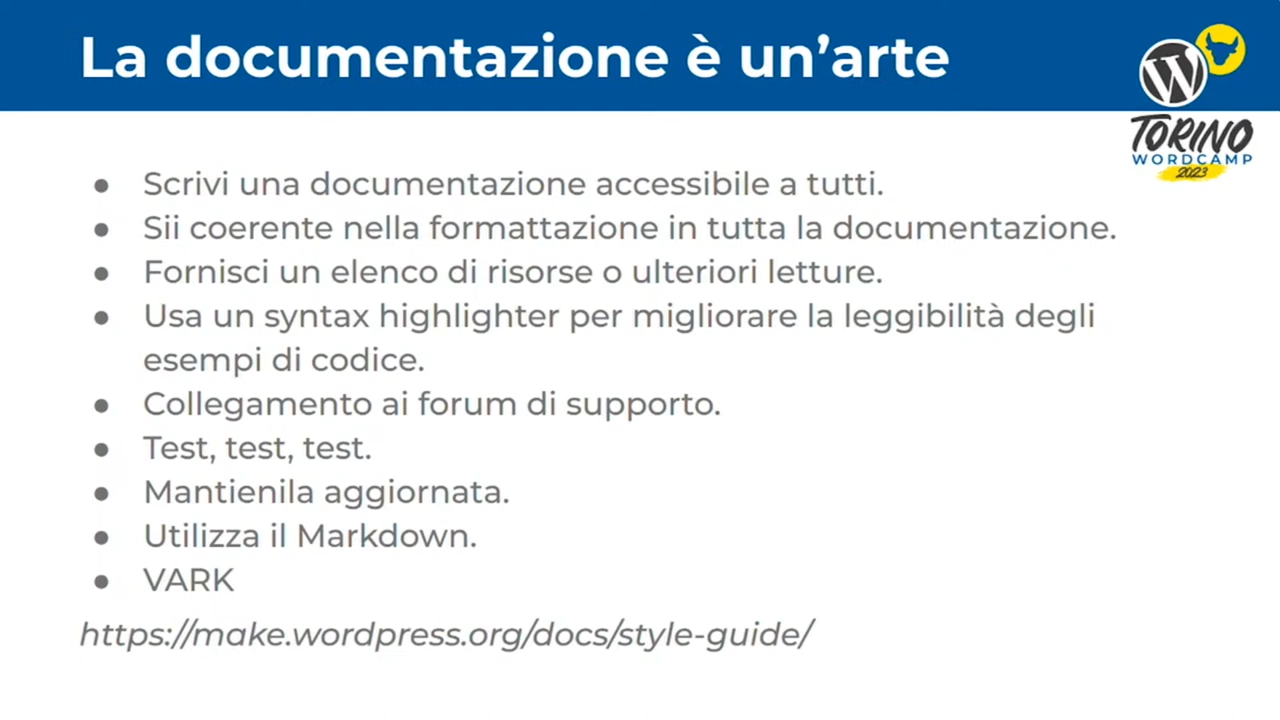 La documentazione è un’arte
TORINO
WORDCAMP
2023
● Scrivi una documentazione accessibile a tutti.
● Sii coerente nella formattazione in tutta la documentazione.
● Fornisci un elenco di risorse o ulteriori letture.
● Usa un syntax highlighter per migliorare la leggibilità degli
esempi di codice.
● Collegamento ai forum di supporto.
● Test, test, test.
● Mantienila aggiornata.
● Utilizza il Markdown.
● VARK
https://make.wordpress.org/docs/style-guide/